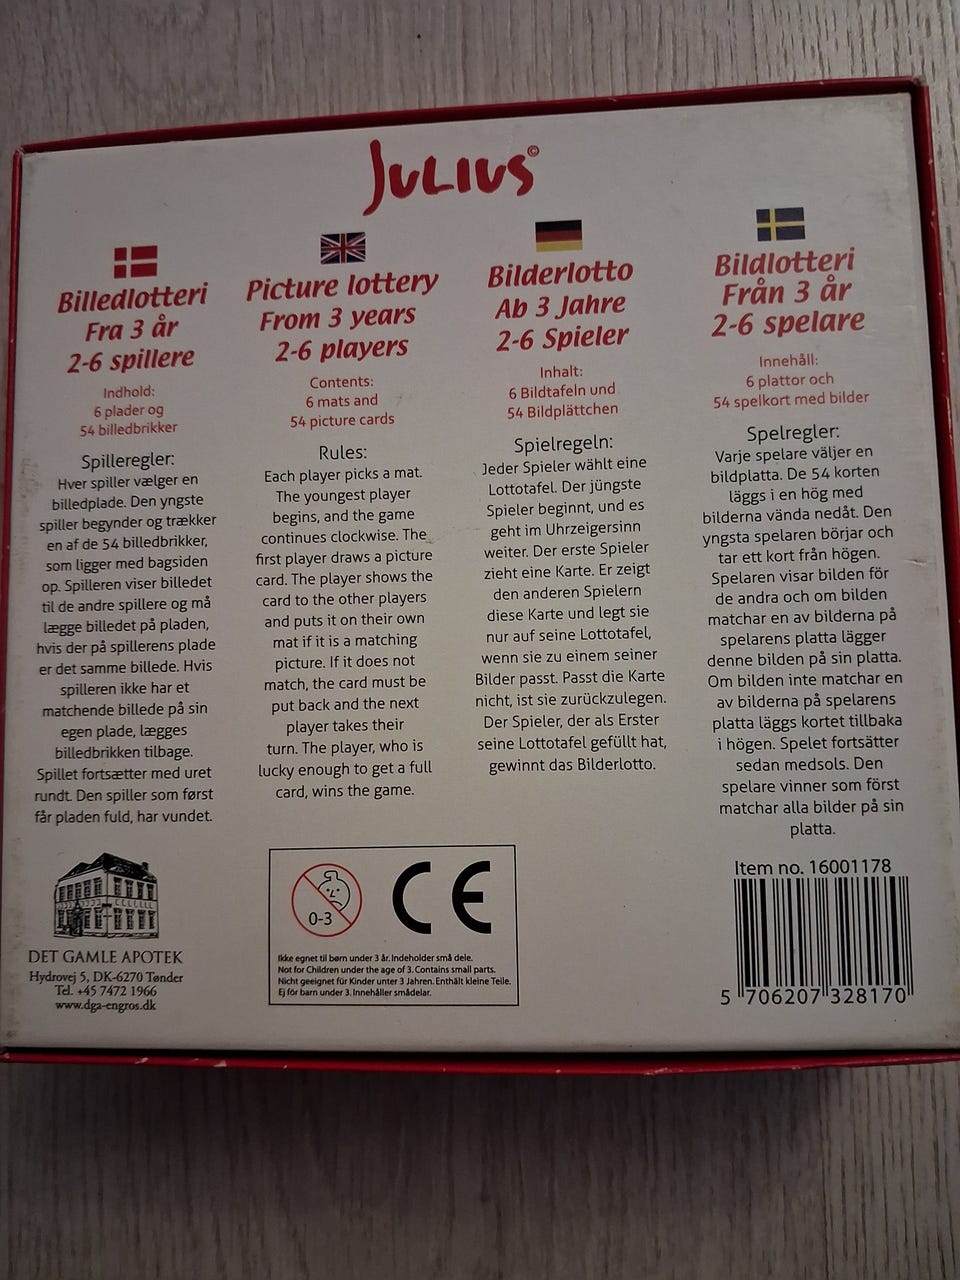 JULIUS©
Billedlotteri
Fra 3 år
2-6 spillere
Indhold:
6 plader og
54 billedbrikker
Spilleregler:
Hver spiller vælger en
billedplade. Den yngste
spiller begynder og trækker
en af de 54 billedbrikker,
som ligger med bagsiden
op. Spilleren viser billedet
til de andre spillere og må
lægge billedet på pladen,
hvis der på spillerens plade
er det samme billede. Hvis
spilleren ikke har et
matchende billede på sin
egen plade, lægges
billedbrikken tilbage.
Spillet fortsætter med uret
rundt. Den spiller som først
får pladen fuld, har vundet.
Picture lottery
From 3 years
2-6 players
Contents:
6 mats and
54 picture cards
Rules:
Each player picks a mat.
The youngest player
begins, and the game
continues clockwise. The
first player draws a picture
card. The player shows the
card to the other players
and puts it on their own
mat if it is a matching
picture. If it does not
match, the card must be
put back and the next
player takes their
turn. The player, who is
lucky enough to get a full
card, wins the game.
Bilderlotto
Ab 3 Jahre
2-6 Spieler
Inhalt:
6 Bildtafeln und
54 Bildplättchen
Spielregeln:
Jeder Spieler wählt eine
Lottotafel. Der jüngste
Spieler beginnt, und es
geht im Uhrzeigersinn
weiter. Der erste Spieler
zieht eine Karte. Er zeigt
den anderen Spielern
diese Karte und legt sie
nur auf seine Lottotafel,
wenn sie zu einem seiner
Bilder passt. Passt die Karte
nicht, ist sie zurückzulegen.
Der Spieler, der als Erster
seine Lottotafel gefüllt hat,
gewinnt das Bilderlotto.
Bildlotteri
Från 3 år
2-6 spelare
Innehåll:
6 plattor och
54 spelkort med bilder
Spelregler:
Varje spelare väljer en
bildplatta. De 54 korten
läggs i en hög med
bilderna vända nedåt. Den
yngsta spelaren börjar och
tar ett kort från högen.
Spelaren visar bilden för
de andra och om bilden
matchar en av bilderna på
spelarens platta lägger
denne bilden på sin platta.
Om bilden inte matchar en
av bilderna på spelarens
platta läggs kortet tillbaka
i högen. Spelet fortsätter
sedan medsols. Den
spelare vinner som först
matchar alla bilder på sin
platta.
DET GAMLE APOTEK
Hydrovej 5, DK-6270 Tønder
Tel. +45 7472 1966
www.dga-engros.dk
0-3
CE
Ikke egnet til børn under 3 år. Indeholder små dele.
Not for Children under the age of 3. Contains small parts.
Nicht geeignet für Kinder unter 3 Jahren. Enthält kleine Teile.
Ej för barn under 3. Innehåller smådelar.
Item no. 16001178
5 706207 328170